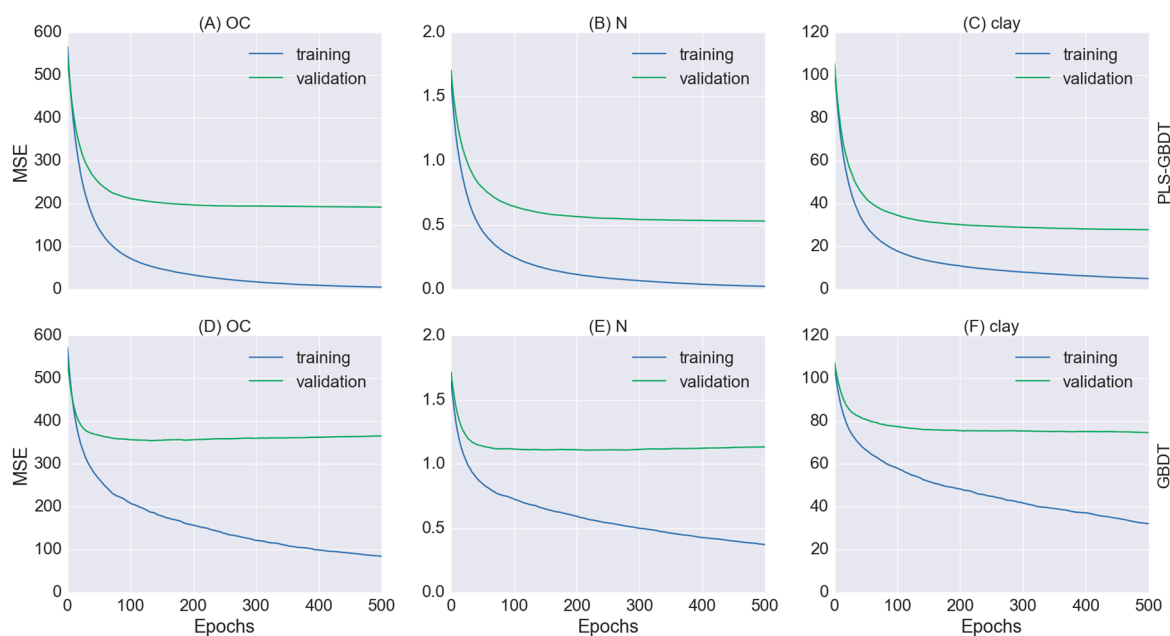 (A) OC
(B) N
(C) clay
600
500
400
300
200
100
0
MSE
training
validation
2.0
1.5
1.0
0.5
0.0
training
validation
120
100
80
60
40
20
0
training
validation
PLS-GBDT
(D) OC
(E) N
(F) clay
600
500
400
300
200
100
0
MSE
training
validation
0 100 200 300 400 500
Epochs
2.0
1.5
1.0
0.5
0.0
training
validation
0 100 200 300 400 500
Epochs
120
100
80
60
40
20
0
training
validation
0 100 200 300 400 500
Epochs
GBDT